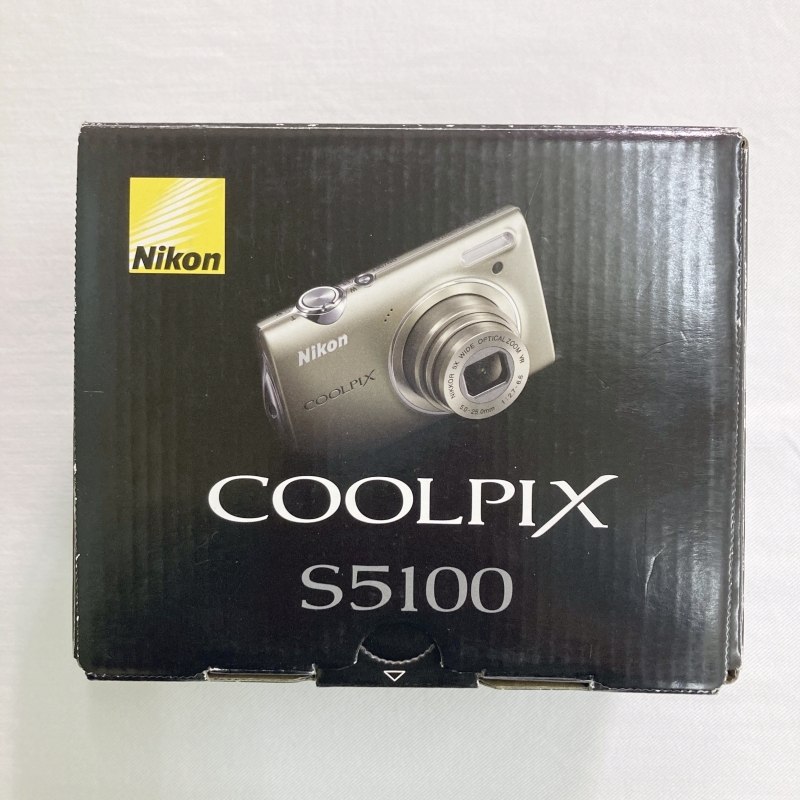 Nikon
Nikon
COOLPIX
NIKKOR 5X WIDE OPTICAL ZOOM VR
5.0-25.0mm 1:2.7-6.6
COOLPIX
S5100